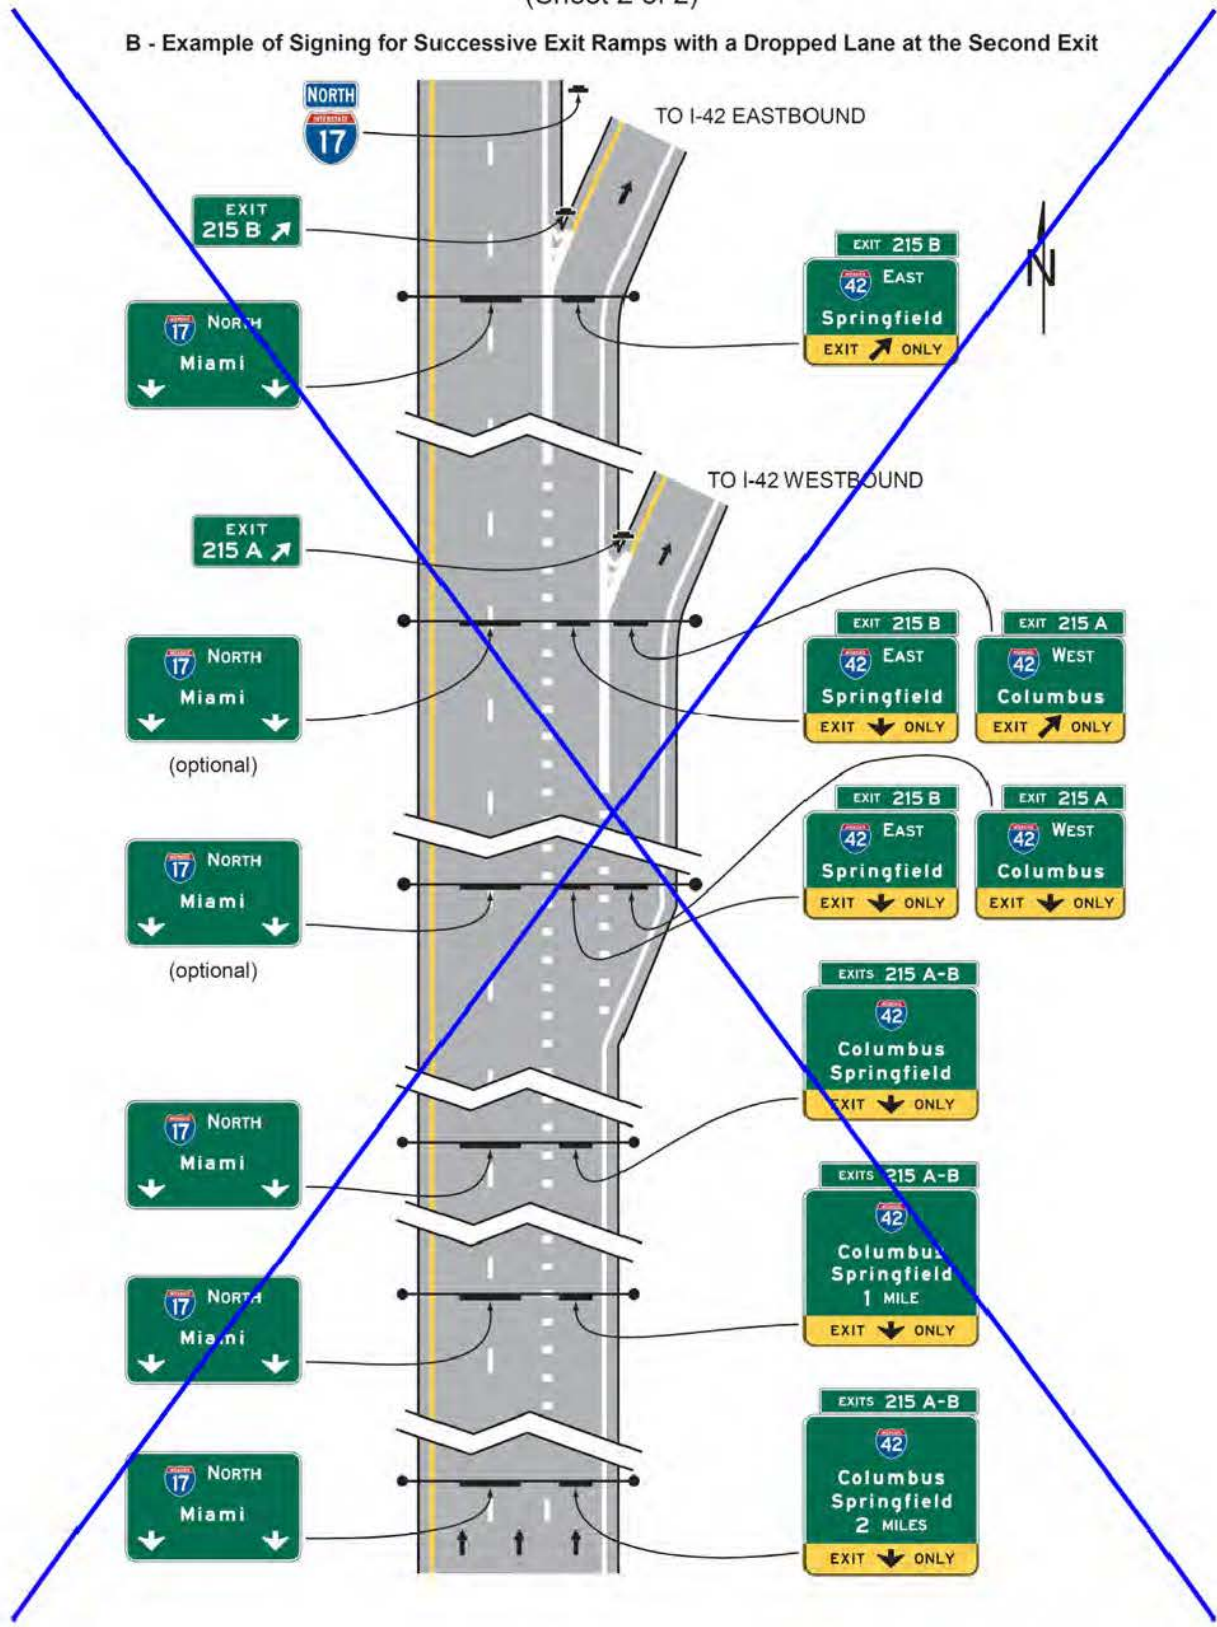 (Sheet 2 of 2)
B - Example of Signing for Successive Exit Ramps with a Dropped Lane at the Second Exit
NORTH
INTERSTATE
17
TO I-42 EASTBOUND
EXIT
215 B
EXIT 215 B
42 EAST
Springfield
EXIT ONLY
N
17 NORTH
Miami
TO I-42 WESTBOUND
EXIT
215 A
17 NORTH
Miami
(optional)
EXIT 215 B
42 EAST
Springfield
EXIT ONLY
EXIT 215 A
42 WEST
Columbus
EXIT ONLY
17 NORTH
Miami
(optional)
EXIT 215 B
42 EAST
Springfield
EXIT ONLY
EXIT 215 A
42 WEST
Columbus
EXIT ONLY
EXITS 215 A-B
42
Columbus
Springfield
EXIT ONLY
17 NORTH
Miami
EXITS 215 A-B
42
Columbus
Springfield
1 MILE
EXIT ONLY
17 NORTH
Miami
EXITS 215 A-B
42
Columbus
Springfield
2 MILES
EXIT ONLY
17 NORTH
Miami